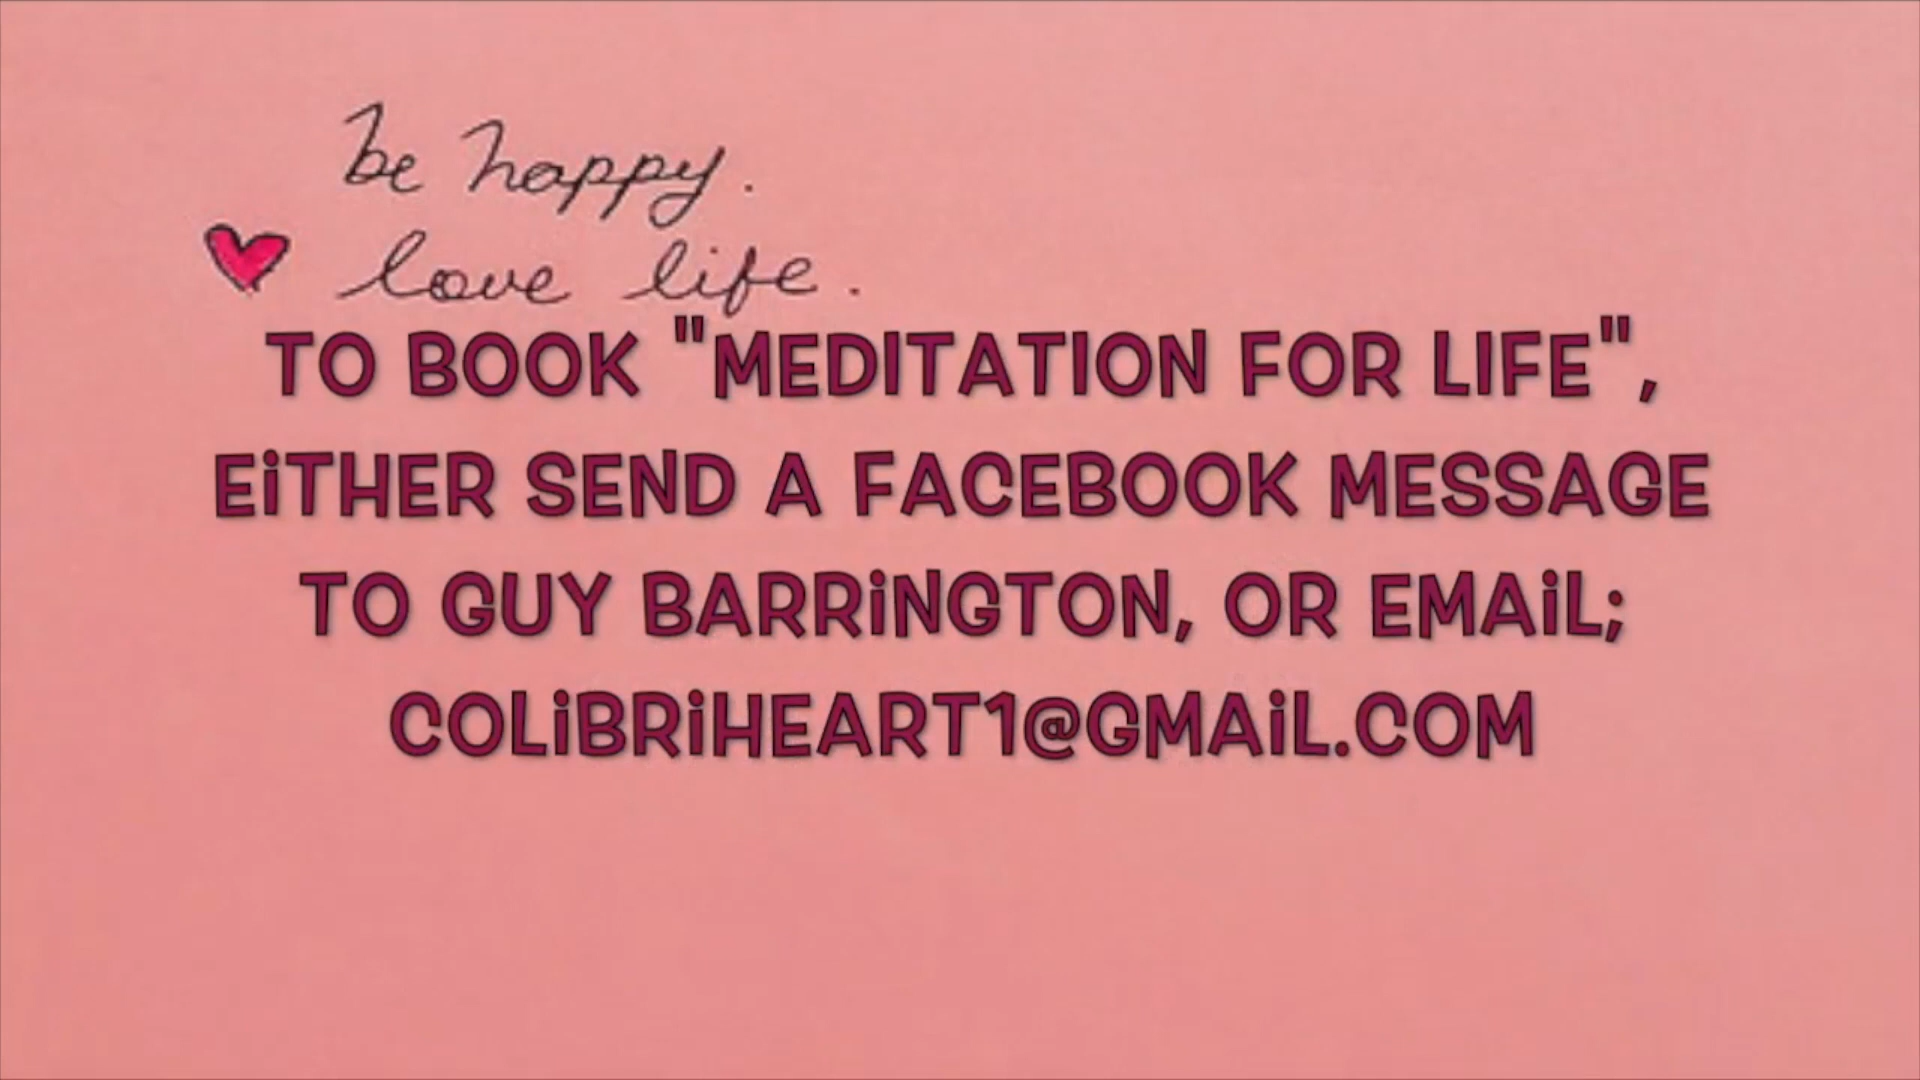 be happy.
love life.
TO BOOK "MEDITATION FOR LIFE",
EiTHER SEND A FACEBOOK MESSAGE
TO GUY BARRiNGTON, OR EMAiL;
COLiBRiHEART1@GMAiL.COM